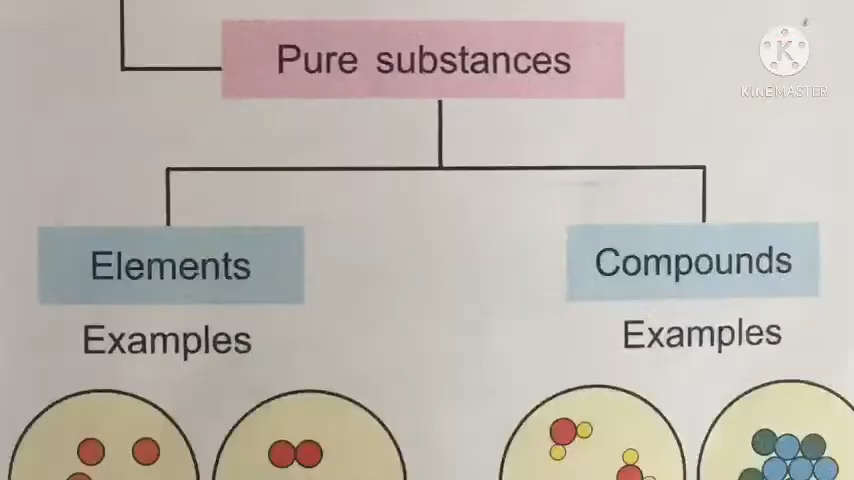 Pure substances
K
KINEMASTER
Elements
Compounds
Examples
Examples